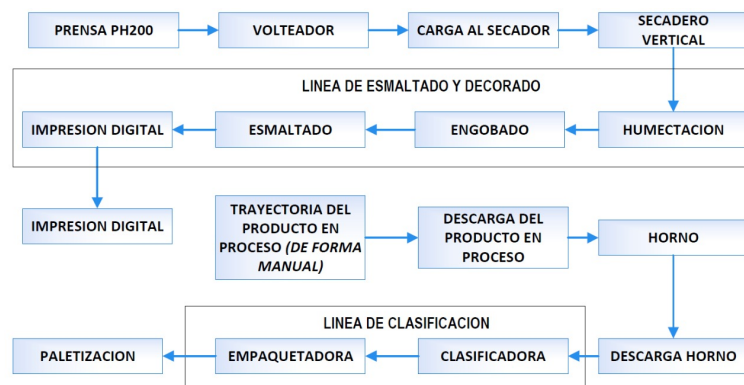 PRENSA PH200
VOLTEADOR
CARGA AL SECADOR
SECADERO
VERTICAL
LINEA DE ESMALTADO Y DECORADO
IMPRESION DIGITAL
ESMALTADO
ENGOBADO
HUMECTACION
IMPRESION DIGITAL
TRAYECTORIA DEL
PRODUCTO EN
PROCESO (DE FORMA
MANUAL)
DESCARGA DEL
PRODUCTO EN
PROCESO
HORNO
LINEA DE CLASIFICACION
PALETIZACION
EMPAQUETADORA
CLASIFICADORA
DESCARGA HORNO